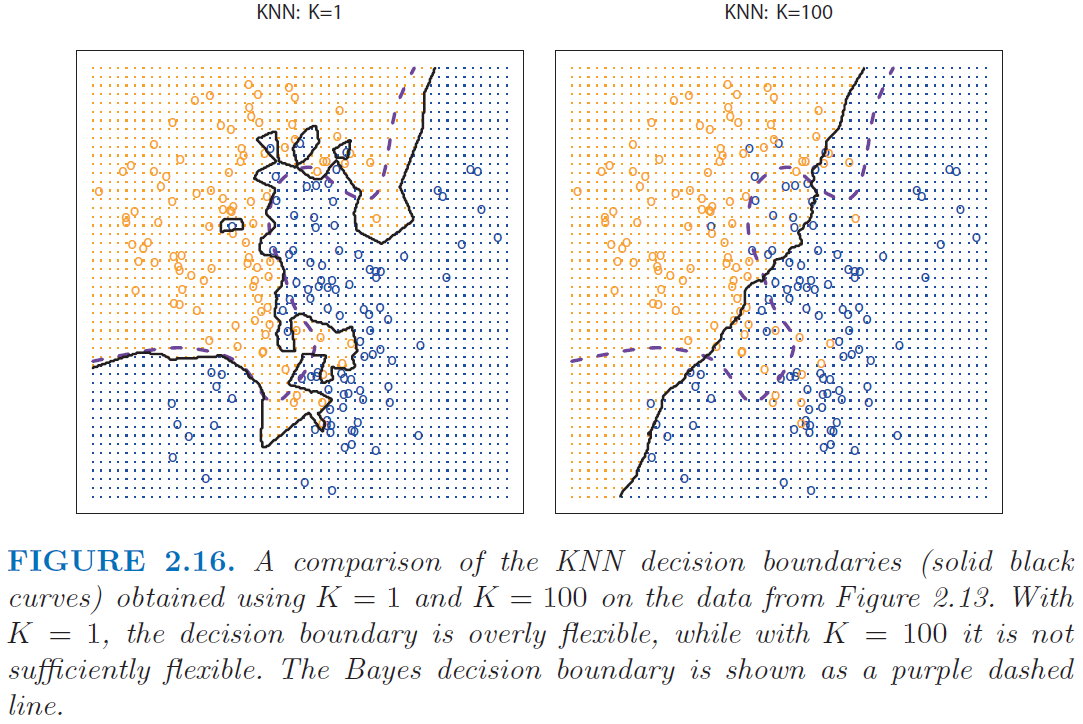 KNN: K=1
KNN: K=100
FIGURE 2.16. A comparison of the KNN decision boundaries (solid black
curves) obtained using K = 1 and K = 100 on the data from Figure 2.13. With
K = 1, the decision boundary is overly flexible, while with K = 100 it is not
sufficiently flexible. The Bayes decision boundary is shown as a purple dashed
line.